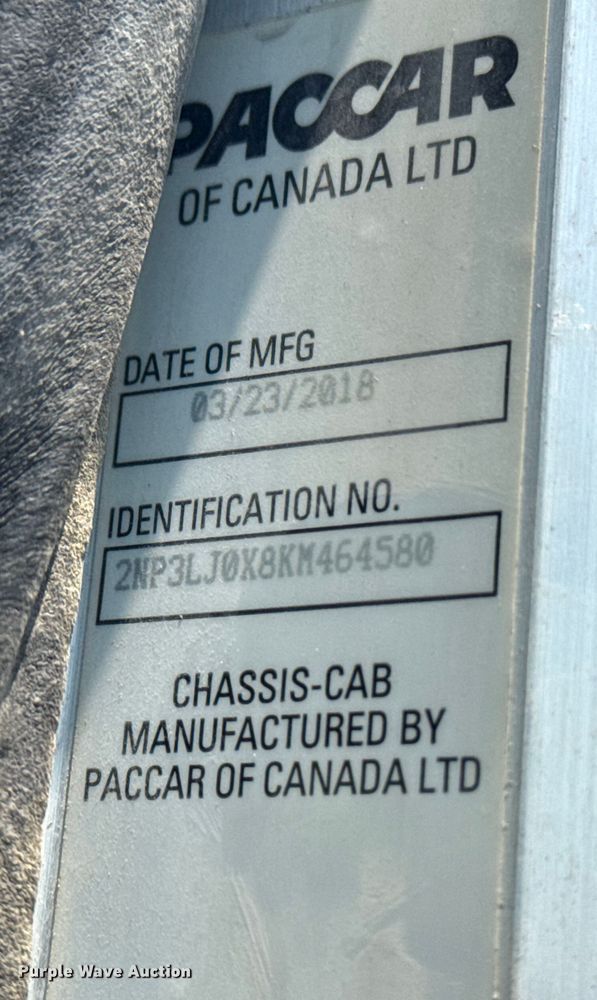 PACCAR
OF CANADA LTD
DATE OF MFG
03/23/2018
IDENTIFICATION NO.
2NP3LJ0X8KM464580
CHASSIS-CAB
MANUFACTURED BY
PACCAR OF CANADA LTD
Purple Wave Auction